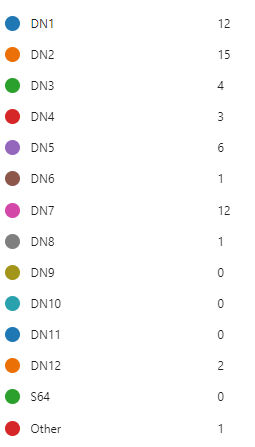 DN1 12
DN2 15
DN3 4
DN4 3
DN5 6
DN6 1
DN7 12
DN8 1
DN9 0
DN10 0
DN11 0
DN12 2
S64 0
Other 1